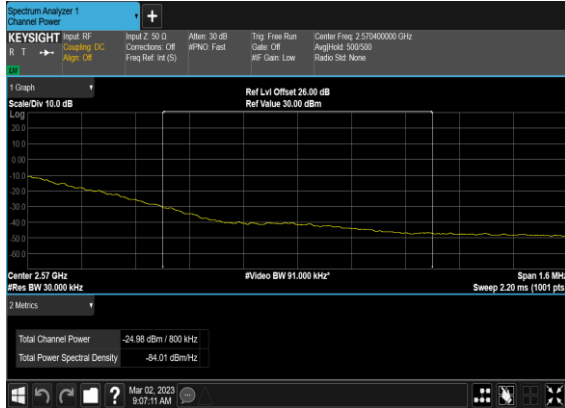 Spectrum Analyzer 1
Channel Power
+
KEYSIGHT
R T
Input: RF
Coupling: DC
Align: Off
Input Z: 50 Ω
Corrections: Off
Freq Ref: Int (S)
Atten: 30 dB
#PNO: Fast
Trig: Free Run
Gate: Off
#IF Gain: Low
Center Freq: 2.570400000 GHz
Avg|Hold: 500/500
Radio Std: None
1 Graph
Scale/Div 10.0 dB
Ref Lvl Offset 26.00 dB
Ref Value 30.00 dBm
Log
20.0
10.0
0.00
-10.0
-20.0
-30.0
-40.0
-50.0
-60.0
Center 2.57 GHz
#Res BW 30.000 kHz
#Video BW 91.000 kHz*
Span 1.6 MHz
Sweep 2.20 ms (1001 pts
2 Metrics
Total Channel Power -24.98 dBm / 800 kHz
Total Power Spectral Density -84.01 dBm/Hz
?
Mar 02, 2023
9:07:11 AM